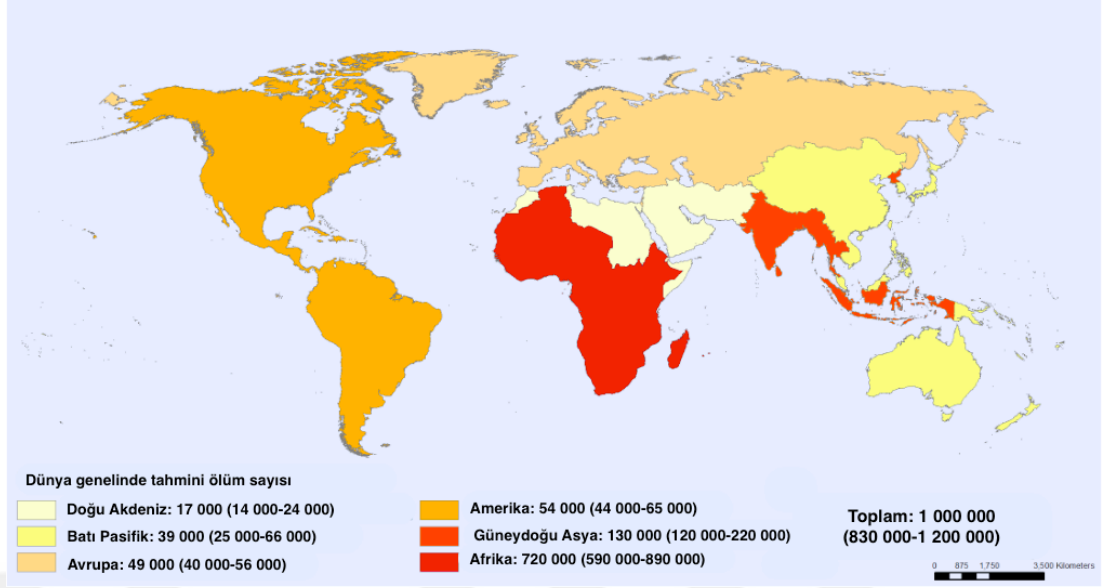 Dünya genelinde tahmini ölüm sayısı
Doğu Akdeniz: 17 000 (14 000-24 000)
Batı Pasifik: 39 000 (25 000-66 000)
Avrupa: 49 000 (40 000-56 000)
Amerika: 54 000 (44 000-65 000)
Güneydoğu Asya: 130 000 (120 000-220 000)
Afrika: 720 000 (590 000-890 000)
Toplam: 1 000 000
(830 000-1 200 000)
0 875 1,750 3,500 Kilometers